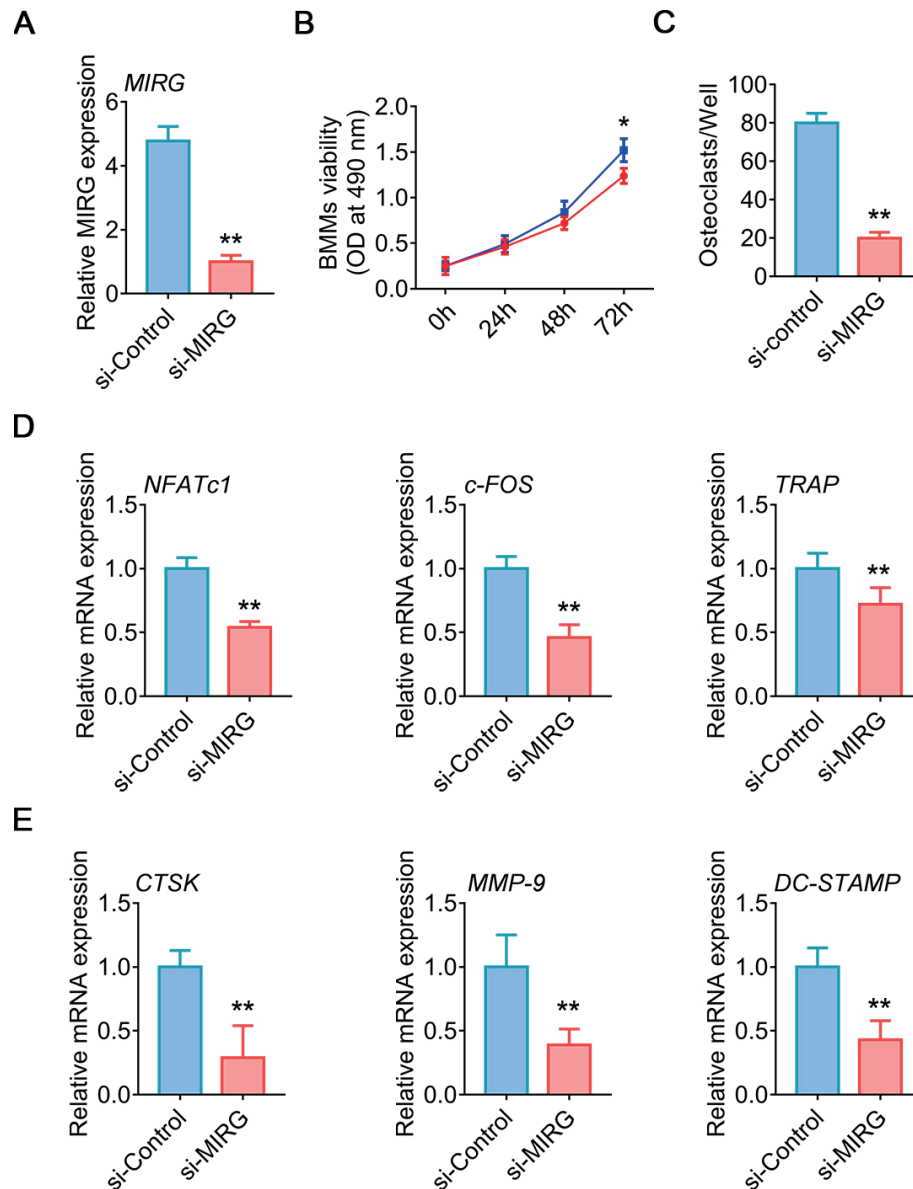 A
MIRG
Relative MIRG expression
6
4
2
0
**
si-Control
si-MIRG
B
BMMs viability
(OD at 490 nm)
2.0
1.5
1.0
0.5
0.0
*
0h
24h
48h
72h
C
Osteoclasts/Well
100
80
60
40
20
0
**
si-control
si-MIRG
D
NFATc1
Relative mRNA expression
1.5
1.0
0.5
0.0
**
si-Control
si-MIRG
c-FOS
Relative mRNA expression
1.5
1.0
0.5
0.0
**
si-Control
si-MIRG
TRAP
Relative mRNA expression
1.5
1.0
0.5
0.0
**
si-Control
si-MIRG
E
CTSK
Relative mRNA expression
1.5
1.0
0.5
0.0
**
si-Control
si-MIRG
MMP-9
Relative mRNA expression
1.5
1.0
0.5
0.0
**
si-Control
si-MIRG
DC-STAMP
Relative mRNA expression
1.5
1.0
0.5
0.0
**
si-Control
si-MIRG